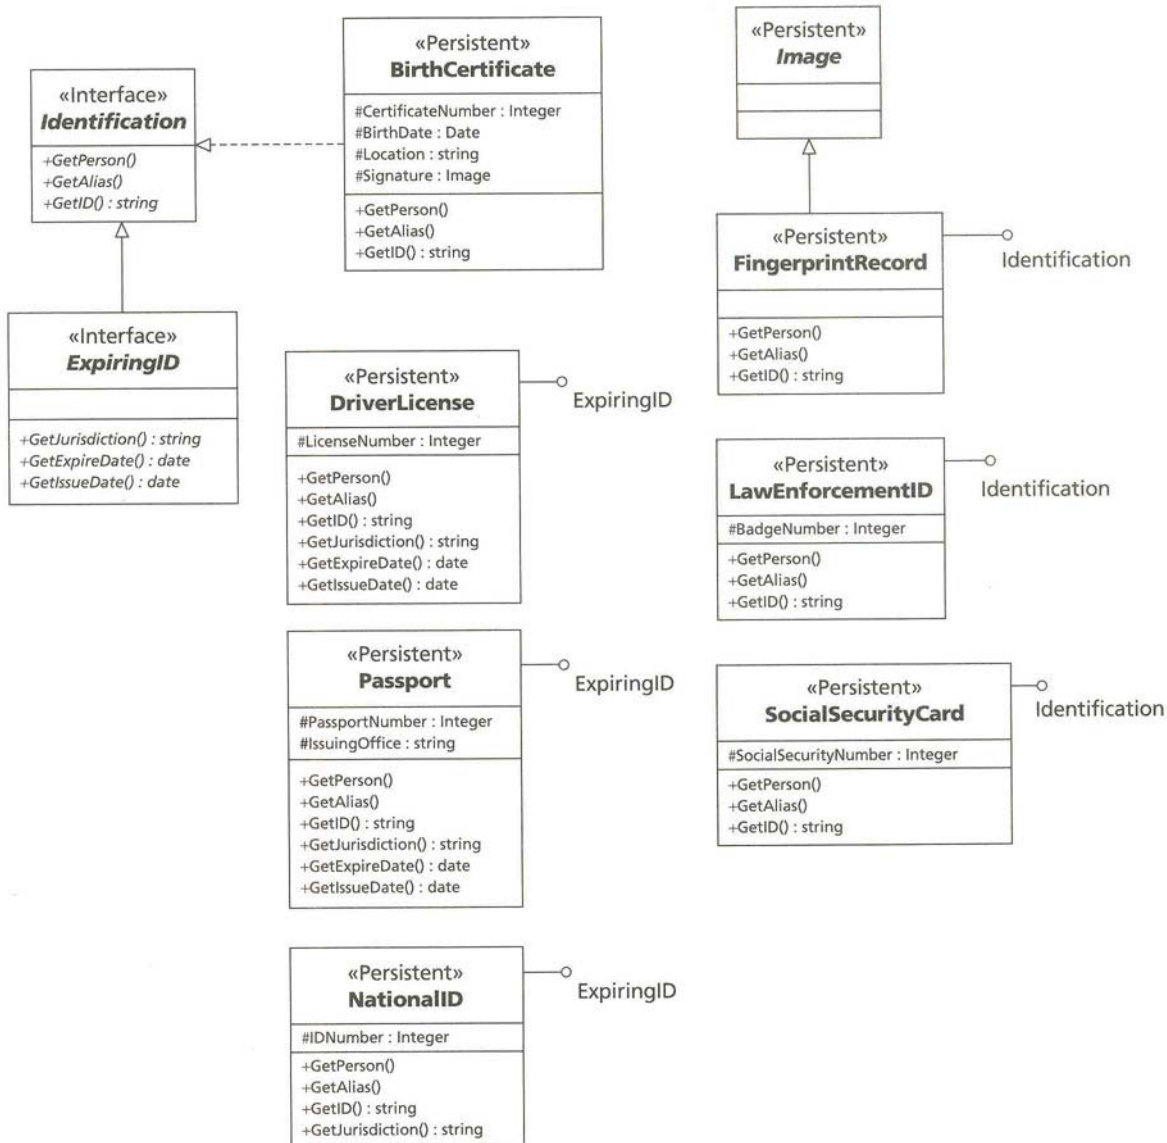 «Interface»
Identification
+GetPerson()
+GetAlias()
+GetID() : string
«Persistent»
BirthCertificate
#CertificateNumber : Integer
#BirthDate : Date
#Location : string
#Signature : Image
+GetPerson()
+GetAlias()
+GetID() : string
«Persistent»
Image
«Interface»
ExpiringID
+GetJurisdiction() : string
+GetExpireDate() : date
+GetIssueDate() : date
«Persistent»
DriverLicense
#LicenseNumber : Integer
+GetPerson()
+GetAlias()
+GetID() : string
+GetJurisdiction() : string
+GetExpireDate() : date
+GetIssueDate() : date
ExpiringID
«Persistent»
Passport
#PassportNumber : Integer
#IssuingOffice : string
+GetPerson()
+GetAlias()
+GetID() : string
+GetJurisdiction() : string
+GetExpireDate() : date
+GetIssueDate() : date
ExpiringID
«Persistent»
NationalID
#IDNumber : Integer
+GetPerson()
+GetAlias()
+GetID() : string
+GetJurisdiction() : string
ExpiringID
«Persistent»
FingerprintRecord
+GetPerson()
+GetAlias()
+GetID() : string
Identification
«Persistent»
LawEnforcementID
#BadgeNumber : Integer
+GetPerson()
+GetAlias()
+GetID() : string
Identification
«Persistent»
SocialSecurityCard
#SocialSecurityNumber : Integer
+GetPerson()
+GetAlias()
+GetID() : string
Identification